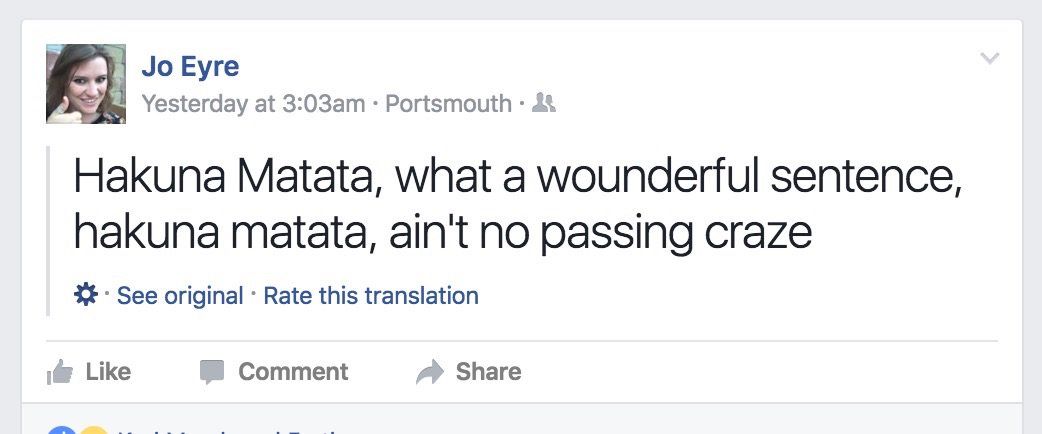 Jo Eyre
Yesterday at 3:03am · Portsmouth ·
Hakuna Matata, what a wounderful sentence,
hakuna matata, ain't no passing craze
· See original · Rate this translation
Like Comment Share